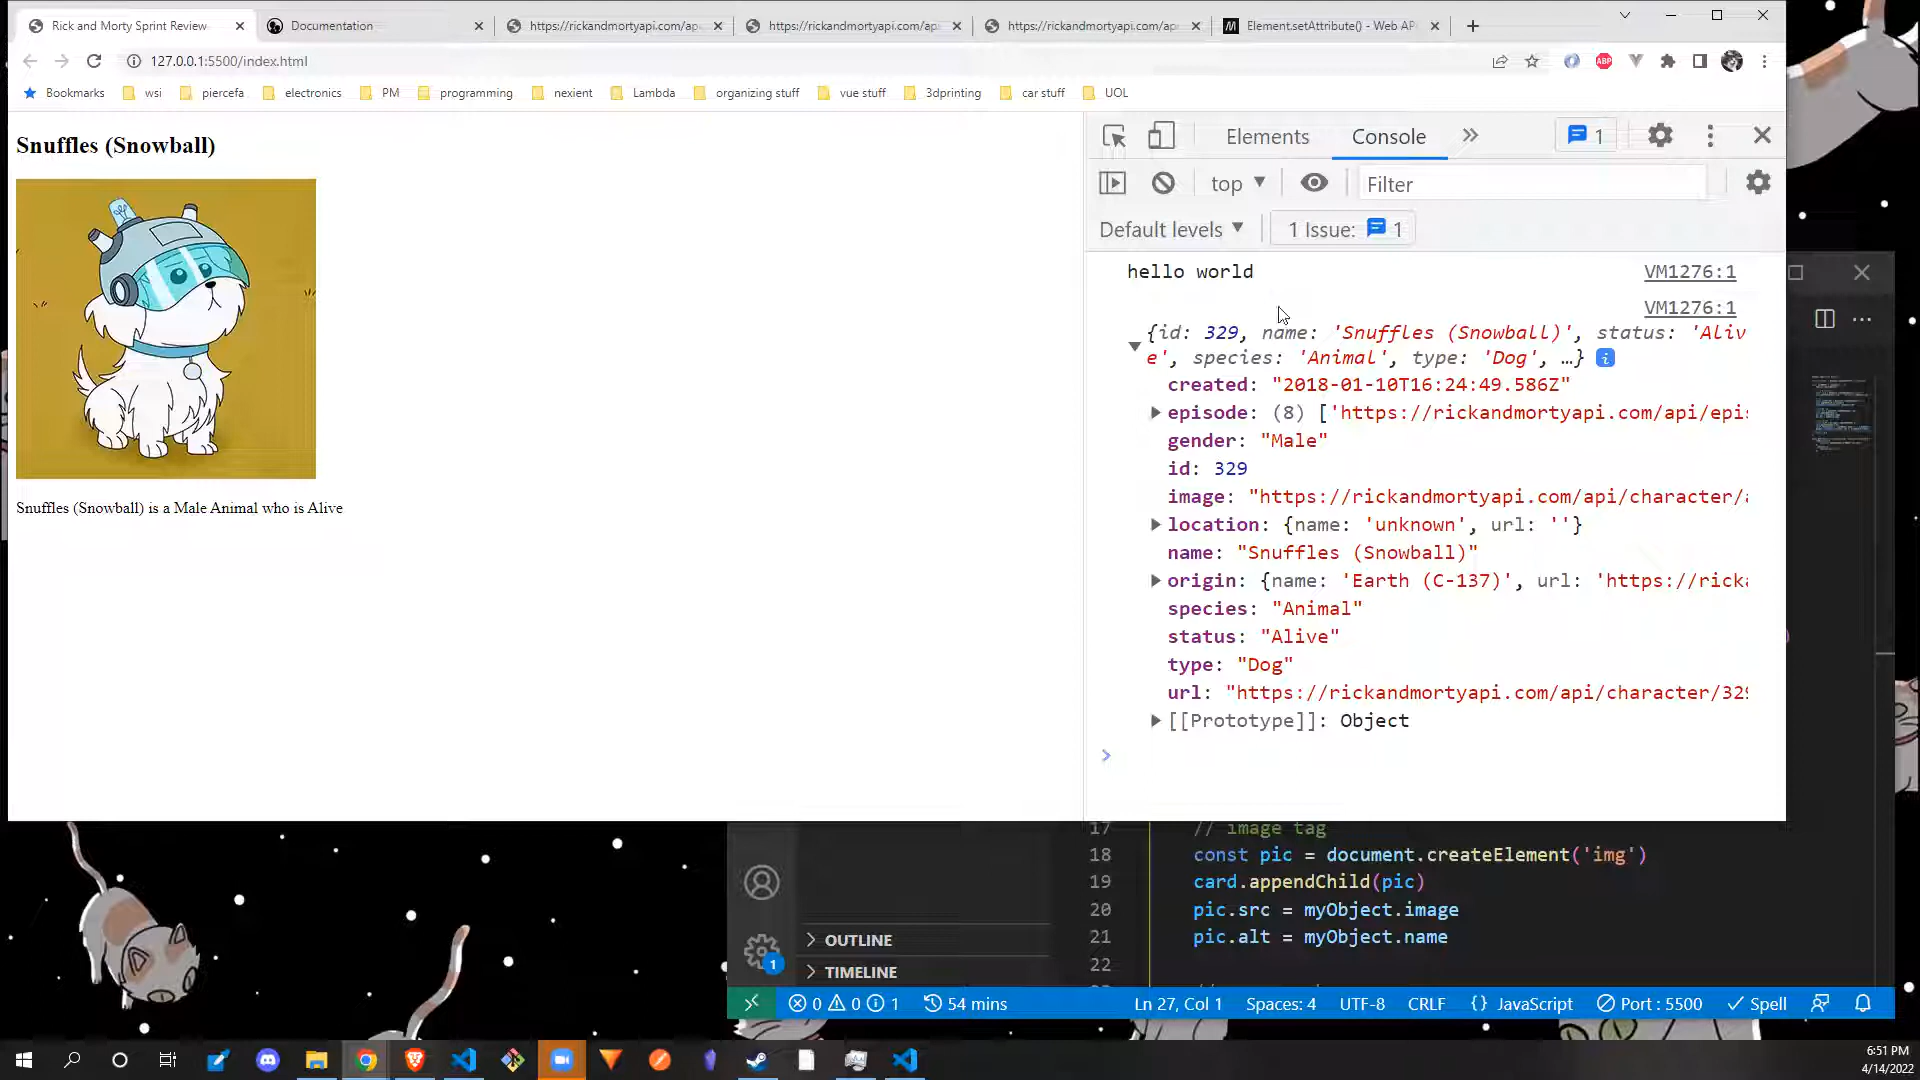 Rick and Morty Sprint Review
Documentation
https://rickandmortyapi.com/ap
https://rickandmortyapi.com/api
https://rickandmortyapi.com/ap
Element.setAttribute() - Web AP
127.0.0.1:5500/index.html
ABP
Bookmarks
wsi
piercefa
electronics
PM
programming
nexient
Lambda
organizing stuff
vue stuff
3dprinting
car stuff
UOL
Snuffles (Snowball)
Snuffles (Snowball) is a Male Animal who is Alive
Elements
Console
1
top
Filter
Default levels
1 Issue: 1
hello world VM1276:1
VM1276:1
{id: 329, name: 'Snuffles (Snowball)', status: 'Aliv
e', species: 'Animal', type: 'Dog', …}
created: "2018-01-10T16:24:49.586Z"
episode: (8) ['https://rickandmortyapi.com/api/epis
gender: "Male"
id: 329
image: "https://rickandmortyapi.com/api/character/a
location: {name: 'unknown', url: ''}
name: "Snuffles (Snowball)"
origin: {name: 'Earth (C-137)', url: 'https://ricka
species: "Animal"
status: "Alive"
type: "Dog"
url: "https://rickandmortyapi.com/api/character/329
[[Prototype]]: Object
>
17 // image tag
18 const pic = document.createElement('img')
19 card.appendChild(pic)
20 pic.src = myObject.image
21 pic.alt = myObject.name
22
OUTLINE
TIMELINE
1
0 0 1 54 mins
Ln 27, Col 1 Spaces: 4 UTF-8 CRLF {} JavaScript Port : 5500 Spell
6:51 PM
4/14/2022